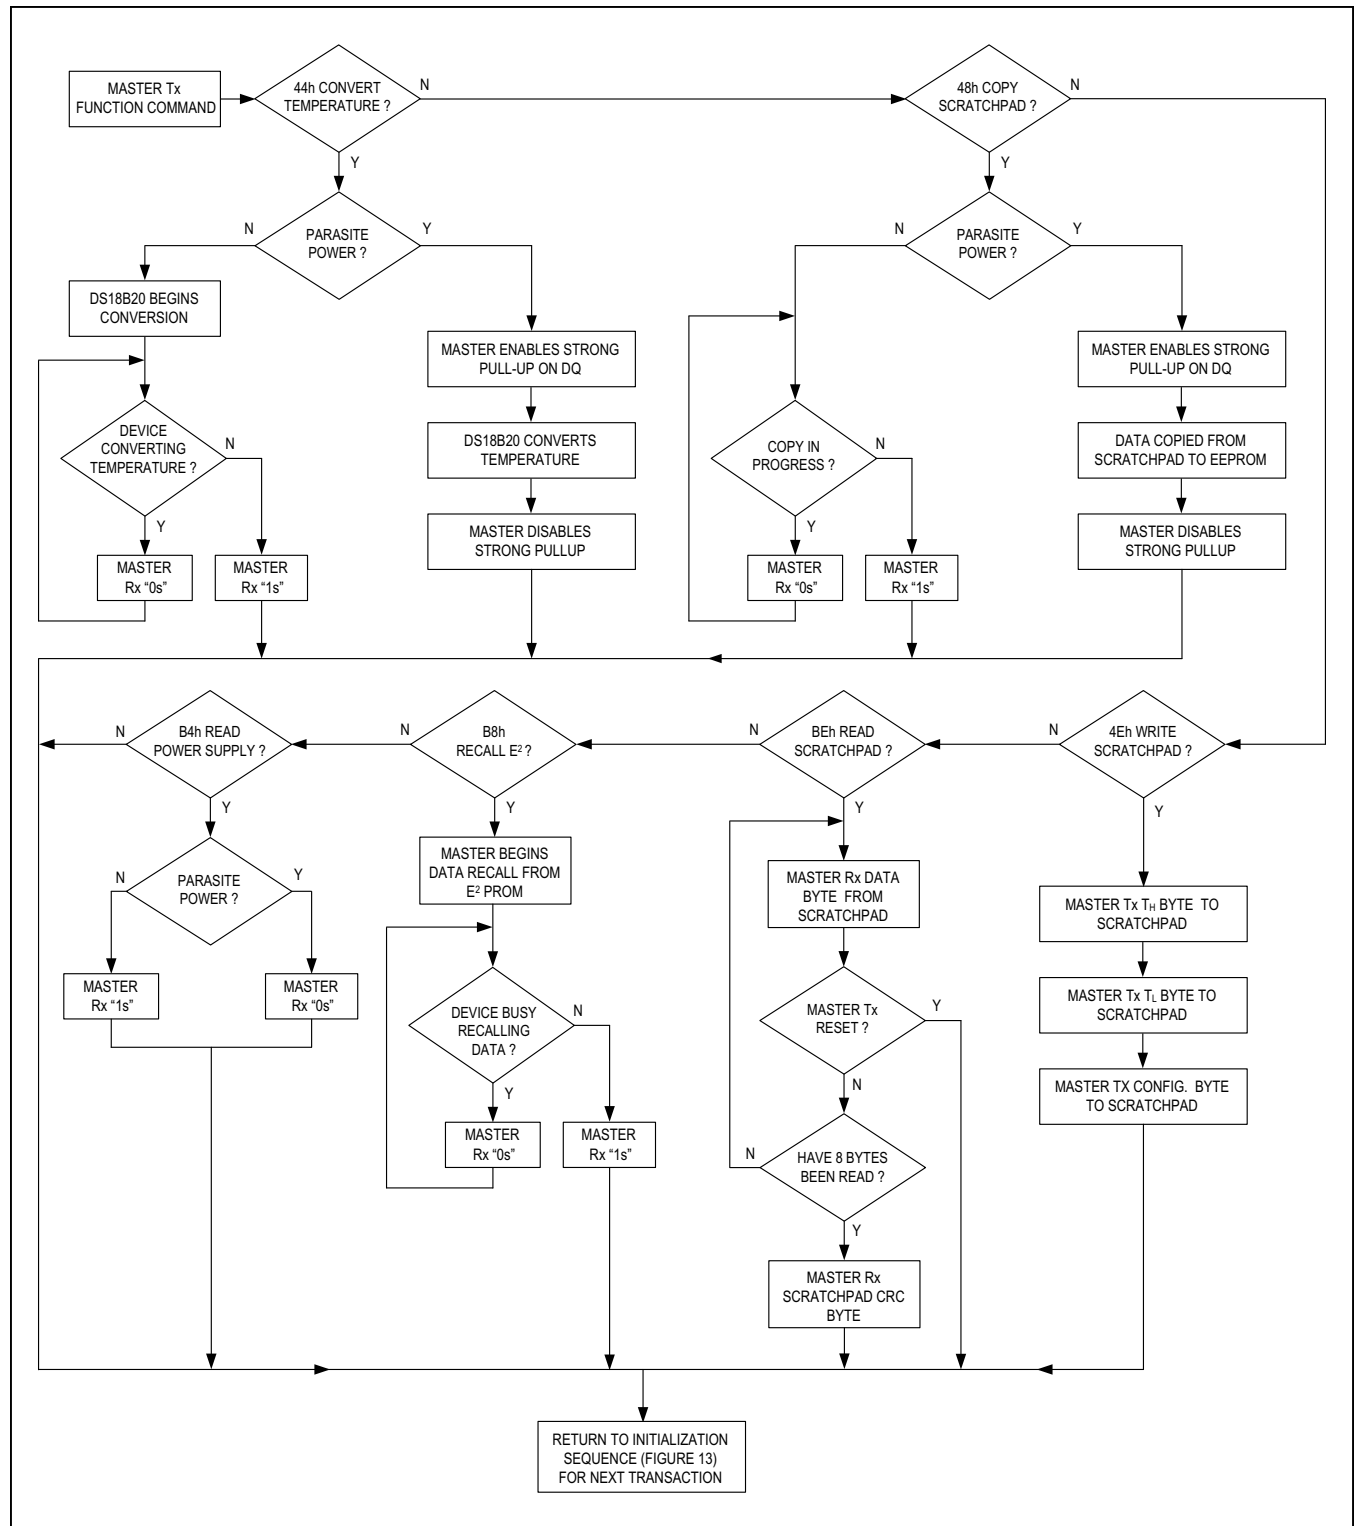 MASTER Tx
FUNCTION COMMAND
44h CONVERT
TEMPERATURE ?
N
Y
48h COPY
SCRATCHPAD ?
N
Y
PARASITE
POWER ?
N
Y
PARASITE
POWER ?
N
Y
DS18B20 BEGINS
CONVERSION
DEVICE
CONVERTING
TEMPERATURE ?
N
Y
MASTER
Rx “0s”
MASTER
Rx “1s”
MASTER ENABLES STRONG
PULL-UP ON DQ
DS18B20 CONVERTS
TEMPERATURE
MASTER DISABLES
STRONG PULLUP
COPY IN
PROGRESS ?
N
Y
MASTER
Rx “0s”
MASTER
Rx “1s”
MASTER ENABLES STRONG
PULL-UP ON DQ
DATA COPIED FROM
SCRATCHPAD TO EEPROM
MASTER DISABLES
STRONG PULLUP
B4h READ
POWER SUPPLY ?
N
Y
B8h
RECALL E² ?
N
Y
BEh READ
SCRATCHPAD ?
N
Y
4Eh WRITE
SCRATCHPAD ?
N
Y
PARASITE
POWER ?
N
Y
MASTER
Rx “1s”
MASTER
Rx “0s”
MASTER BEGINS
DATA RECALL FROM
E² PROM
DEVICE BUSY
RECALLING
DATA ?
N
Y
MASTER
Rx “0s”
MASTER
Rx “1s”
MASTER Rx DATA
BYTE FROM
SCRATCHPAD
MASTER Tx
RESET ?
Y
N
HAVE 8 BYTES
BEEN READ ?
N
Y
MASTER Rx
SCRATCHPAD CRC
BYTE
MASTER Tx TH BYTE TO
SCRATCHPAD
MASTER Tx TL BYTE TO
SCRATCHPAD
MASTER TX CONFIG. BYTE
TO SCRATCHPAD
RETURN TO INITIALIZATION
SEQUENCE (FIGURE 13)
FOR NEXT TRANSACTION